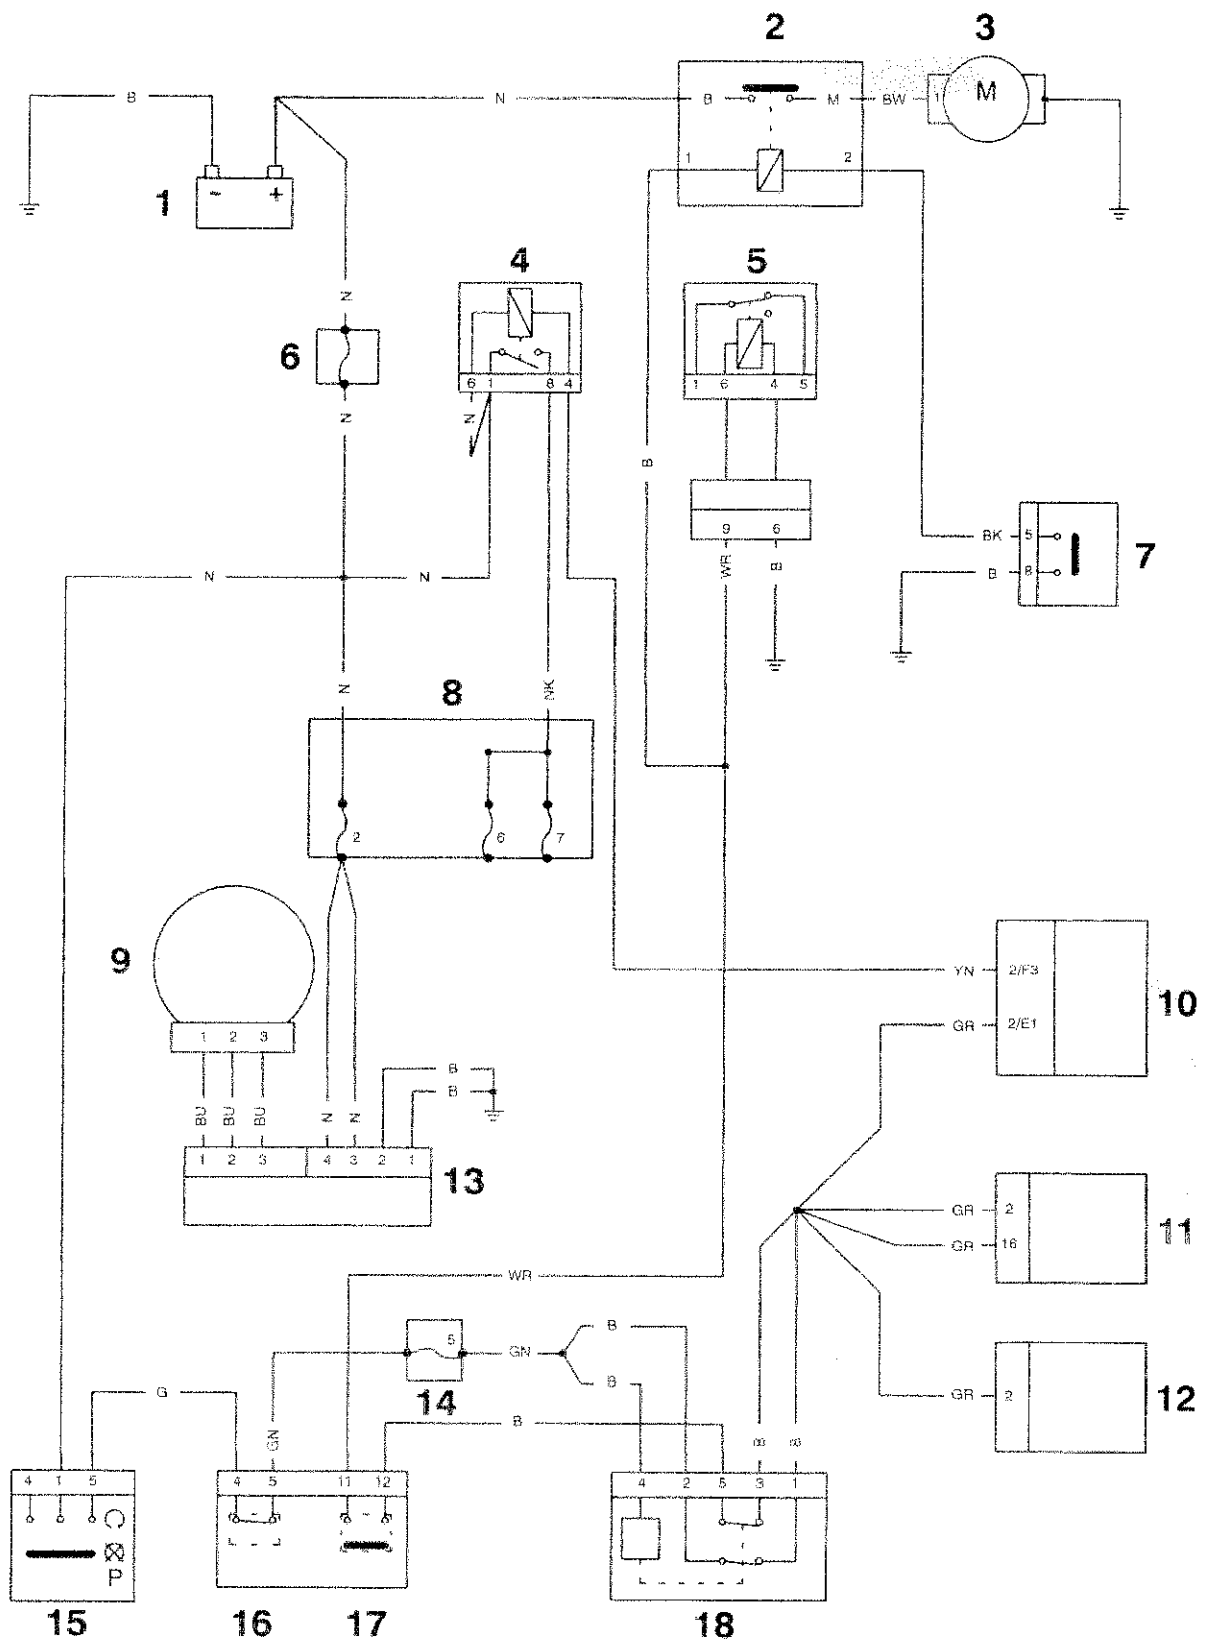 2 3
B N B M BW 1 M
1 2
1 - +
4 5
N
6
6 1 8 4
1 6 4 5
N
N
B
9 6
BK 5 7
WR B
B 8
N N
8
N NK
2 6 7
9
YN 2/F3
10
GR 2/E1
1 2 3
B
B
BU BU BU N N
1 2 3 4 3 2 1 13
GR 2
11
GR 16
WR
B
5
GN
14
B
GR 2 12
G
B
GN B B
4 1 5
4 5 11 12
4 2 5 3 1
P
15 16 17 18